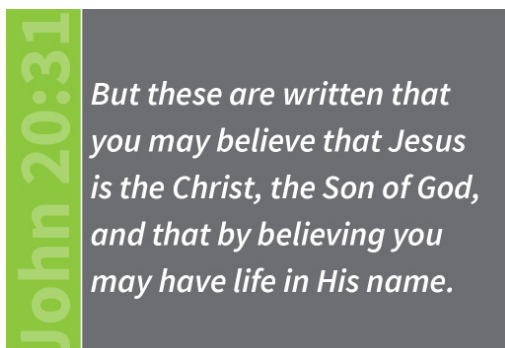 John 20:31
But these are written that
you may believe that Jesus
is the Christ, the Son of God,
and that by believing you
may have life in His name.